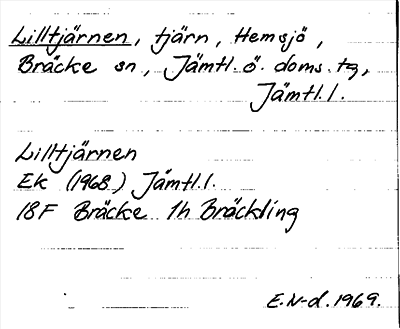 Lilltjärnen, tjärn, Hemsjö,
Bräcke sn, Jämtl. ö. doms. tg,
Jämtl. l.
Lilltjärnen
Ek (1968) Jämtl. l.
18F Bräcke 1h Bräckling
E.N-d. 1969.